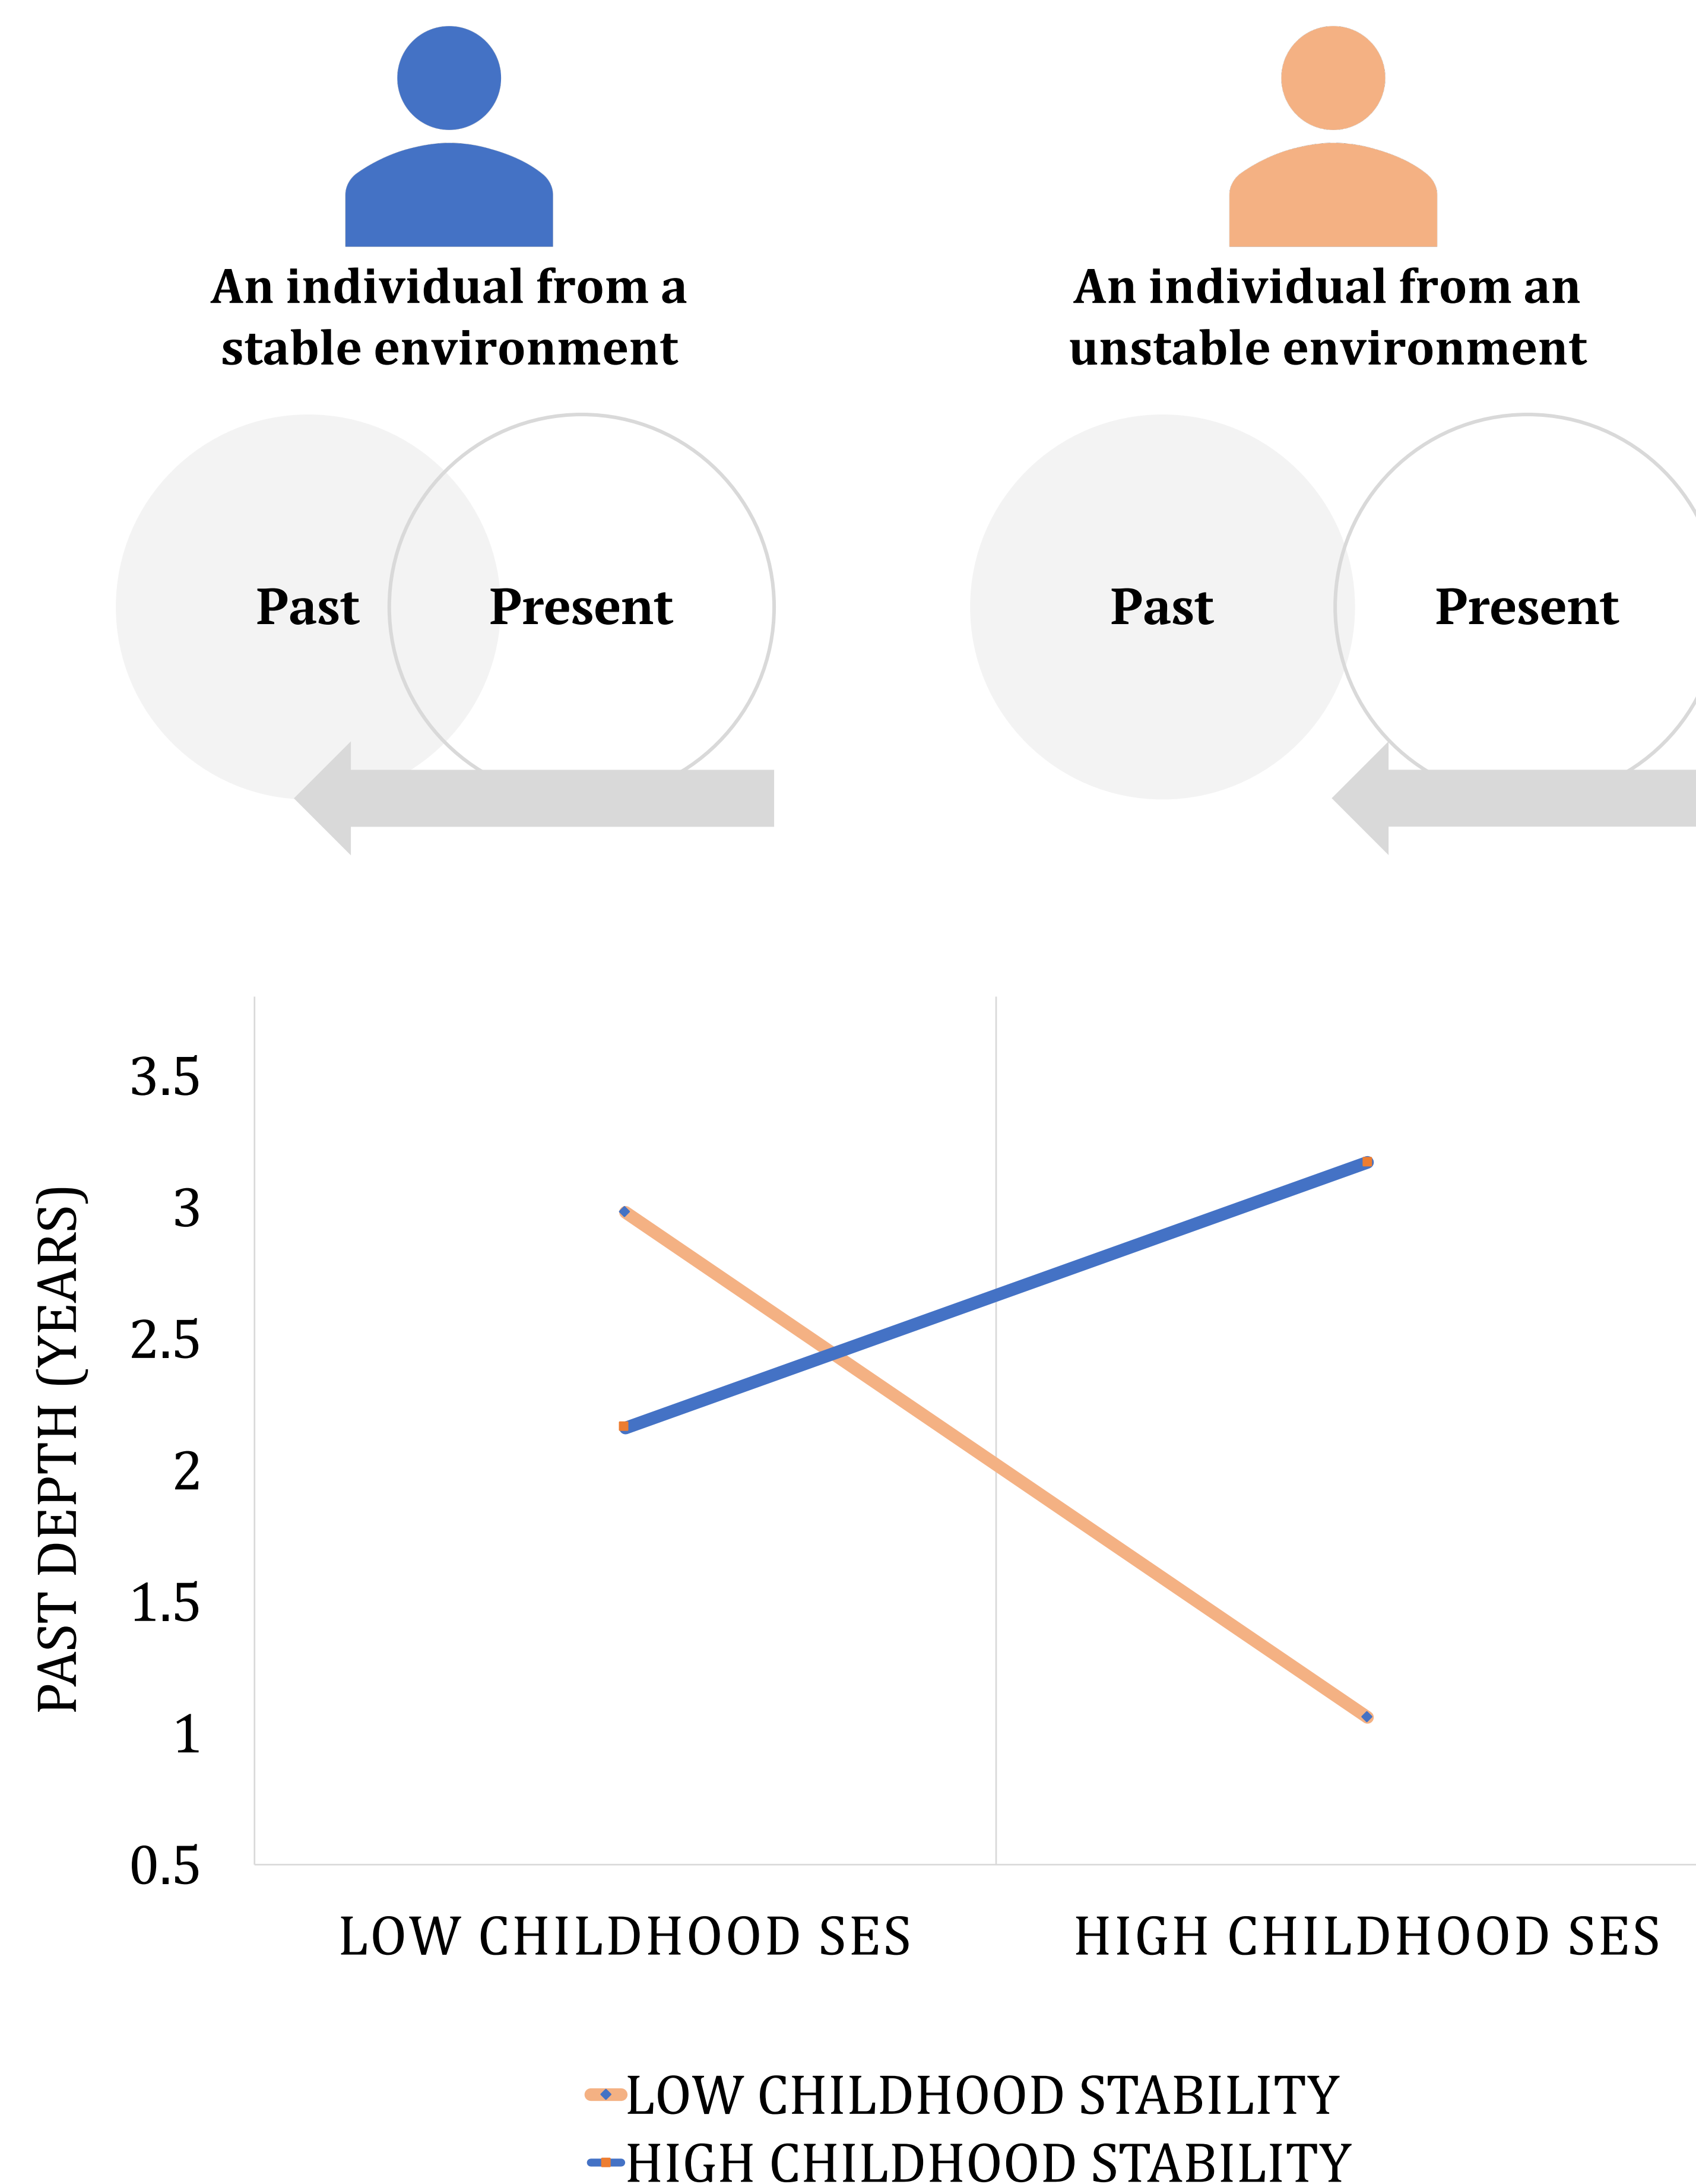 An individual from a
stable environment
An individual from an
unstable environment
Past
Present
Past
Present
PAST DEPTH (YEARS)
3.5
3
2.5
2
1.5
1
0.5
LOW CHILDHOOD SES
HIGH CHILDHOOD SES
LOW CHILDHOOD STABILITY
HIGH CHILDHOOD STABILITY